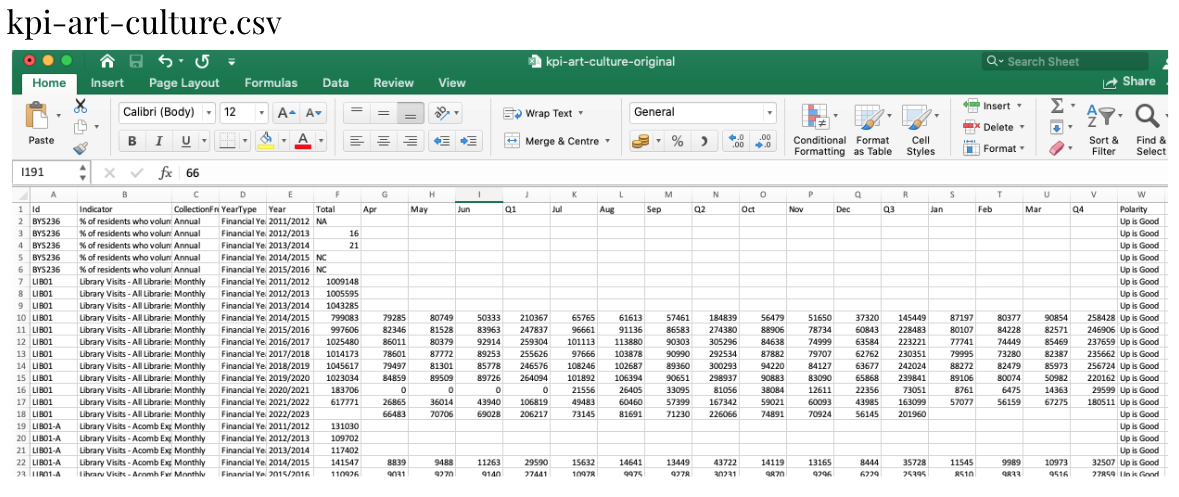 kpi-art-culture.csv
kpi-art-culture-original
Search Sheet
Home Insert Page Layout Formulas Data Review View Share
Paste
Calibri (Body) 12 A A
B I U A
Wrap Text
Merge & Centre
General
%
Conditional Formatting
Format as Table
Cell Styles
Insert
Delete
Format
Sort & Filter
Find & Select
I191 fx 66
A B C D E F G H I J K L M N O P Q R S T U V W
1 Id Indicator CollectionFre YearType Year Total Apr May Jun Q1 Jul Aug Sep Q2 Oct Nov Dec Q3 Jan Feb Mar Q4 Polarity
2 BYS236 % of residents who volun Annual Financial Ye 2011/2012 NA Up is Good
3 BYS236 % of residents who volun Annual Financial Ye 2012/2013 16 Up is Good
4 BYS236 % of residents who volun Annual Financial Ye 2013/2014 21 Up is Good
5 BYS236 % of residents who volun Annual Financial Ye 2014/2015 NC Up is Good
6 BYS236 % of residents who volun Annual Financial Ye 2015/2016 NC Up is Good
7 LIB01 Library Visits - All Librarie Monthly Financial Ye 2011/2012 1009148 Up is Good
8 LIB01 Library Visits - All Librarie Monthly Financial Ye 2012/2013 1005595 Up is Good
9 LIB01 Library Visits - All Librarie Monthly Financial Ye 2013/2014 1043285 Up is Good
10 LIB01 Library Visits - All Librarie Monthly Financial Ye 2014/2015 799083 79285 80749 50333 210367 65765 61613 57461 184839 56479 51650 37320 145449 87197 80377 90854 258428 Up is Good
11 LIB01 Library Visits - All Librarie Monthly Financial Ye 2015/2016 997606 82346 81528 83963 247837 96661 91136 86583 274380 88906 78734 60843 228483 80107 84228 82571 246906 Up is Good
12 LIB01 Library Visits - All Librarie Monthly Financial Ye 2016/2017 1025480 86011 80379 92914 259304 101113 113880 90303 305296 84638 74999 63584 223221 77741 74449 85469 237659 Up is Good
13 LIB01 Library Visits - All Librarie Monthly Financial Ye 2017/2018 1014173 78601 87772 89253 255626 97666 103878 90990 292534 87882 79707 62762 230351 79995 73280 82387 235662 Up is Good
14 LIB01 Library Visits - All Librarie Monthly Financial Ye 2018/2019 1045617 79497 81301 85778 246576 108246 102687 89360 300293 94220 84127 63677 242024 88272 82479 85973 256724 Up is Good
15 LIB01 Library Visits - All Librarie Monthly Financial Ye 2019/2020 1023034 84859 89509 89726 264094 101892 106394 90651 298937 90883 83090 65868 239841 89106 80074 50982 220162 Up is Good
16 LIB01 Library Visits - All Librarie Monthly Financial Ye 2020/2021 183706 0 0 0 0 21556 26405 33095 81056 38084 12611 22356 73051 8761 6475 14363 29599 Up is Good
17 LIB01 Library Visits - All Librarie Monthly Financial Ye 2021/2022 617771 26865 36014 43940 106819 49483 60460 57399 167342 59021 60093 43985 163099 57077 56159 67275 180511 Up is Good
18 LIB01 Library Visits - All Librarie Monthly Financial Ye 2022/2023 66483 70706 69028 206217 73145 81691 71230 226066 74891 70924 56145 201960 Up is Good
19 LIB01-A Library Visits - Acomb Exp Monthly Financial Ye 2011/2012 131030 Up is Good
20 LIB01-A Library Visits - Acomb Exp Monthly Financial Ye 2012/2013 109702 Up is Good
21 LIB01-A Library Visits - Acomb Exp Monthly Financial Ye 2013/2014 117402 Up is Good
22 LIB01-A Library Visits - Acomb Exp Monthly Financial Ye 2014/2015 141547 8839 9488 11263 29590 15632 14641 13449 43722 14119 13165 8444 35728 11545 9989 10973 32507 Up is Good
23 LIB01-A Library Visits - Acomb Exp Monthly Financial Ye 2015/2016 110926 9031 9270 9140 27441 10978 9975 9278 30231 9870 9296 6229 25395 8510 9833 9516 27859 Up is Good